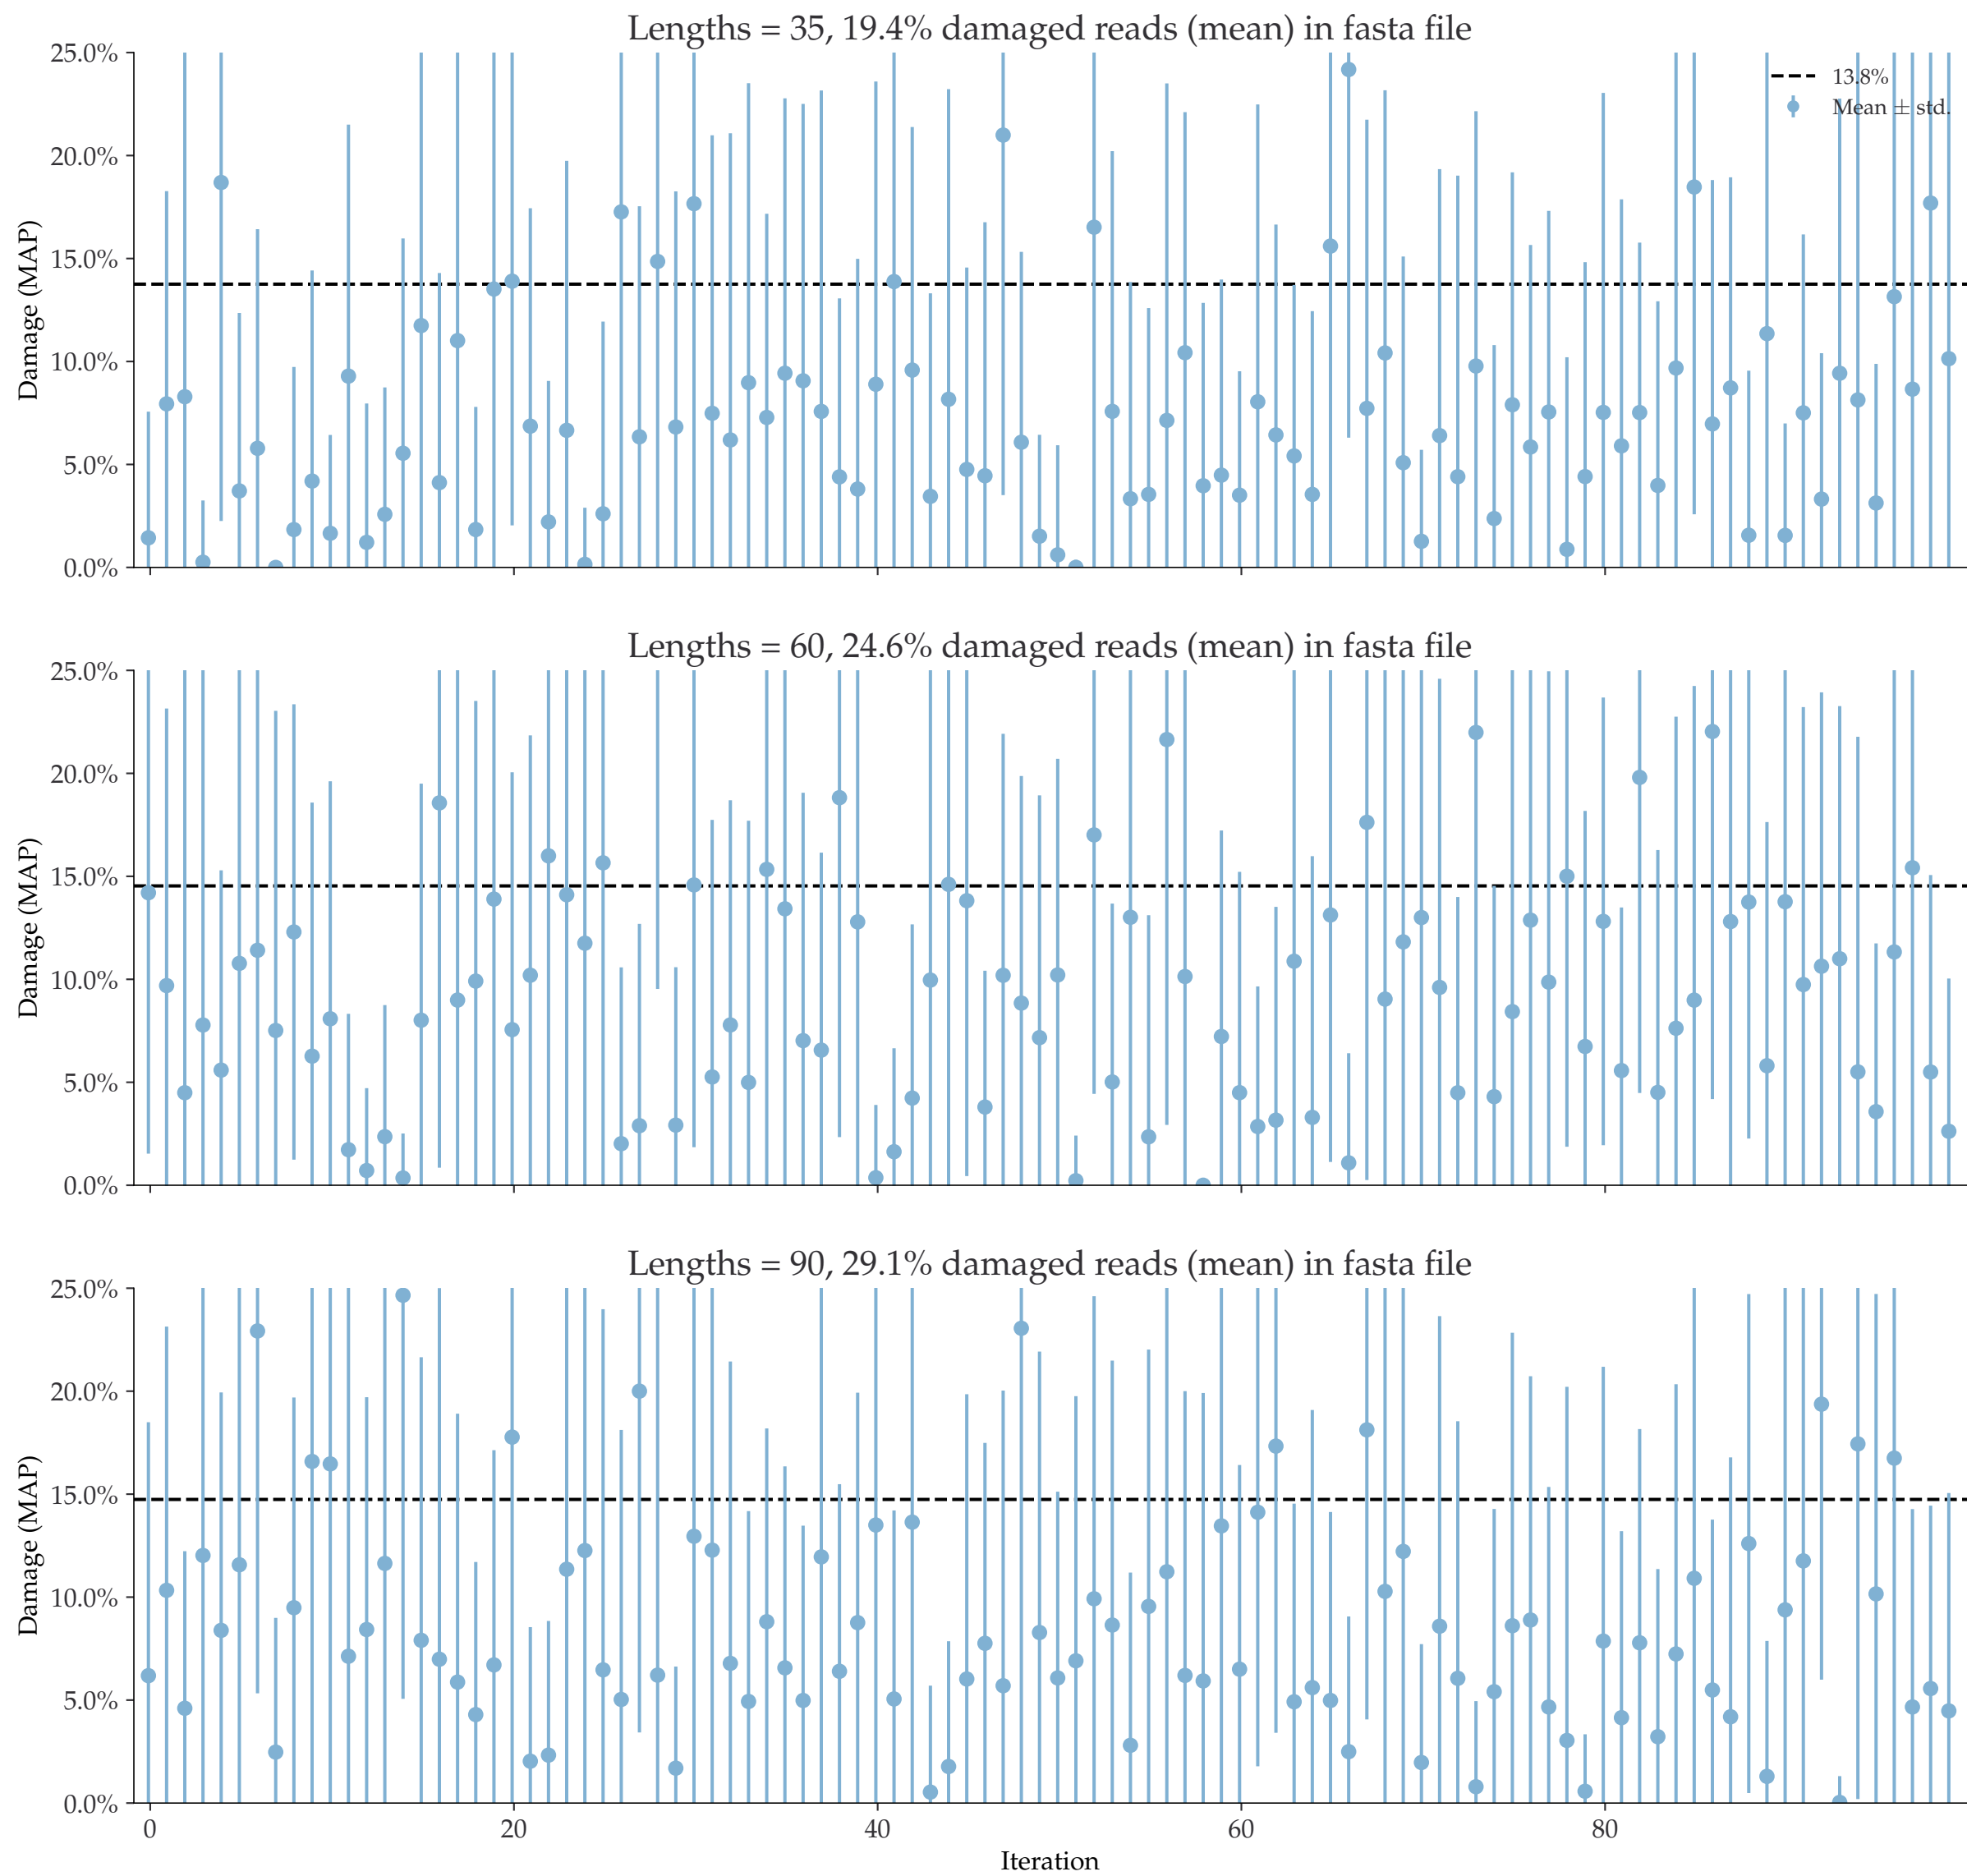 Lengths = 35, 19.4% damaged reads (mean) in fasta file
25.0%
20.0%
15.0%
10.0%
5.0%
0.0%
Damage (MAP)
13.8%
Mean ± std.
Lengths = 60, 24.6% damaged reads (mean) in fasta file
25.0%
20.0%
15.0%
10.0%
5.0%
0.0%
Damage (MAP)
Lengths = 90, 29.1% damaged reads (mean) in fasta file
25.0%
20.0%
15.0%
10.0%
5.0%
0.0%
Damage (MAP)
0 20 40 60 80
Iteration